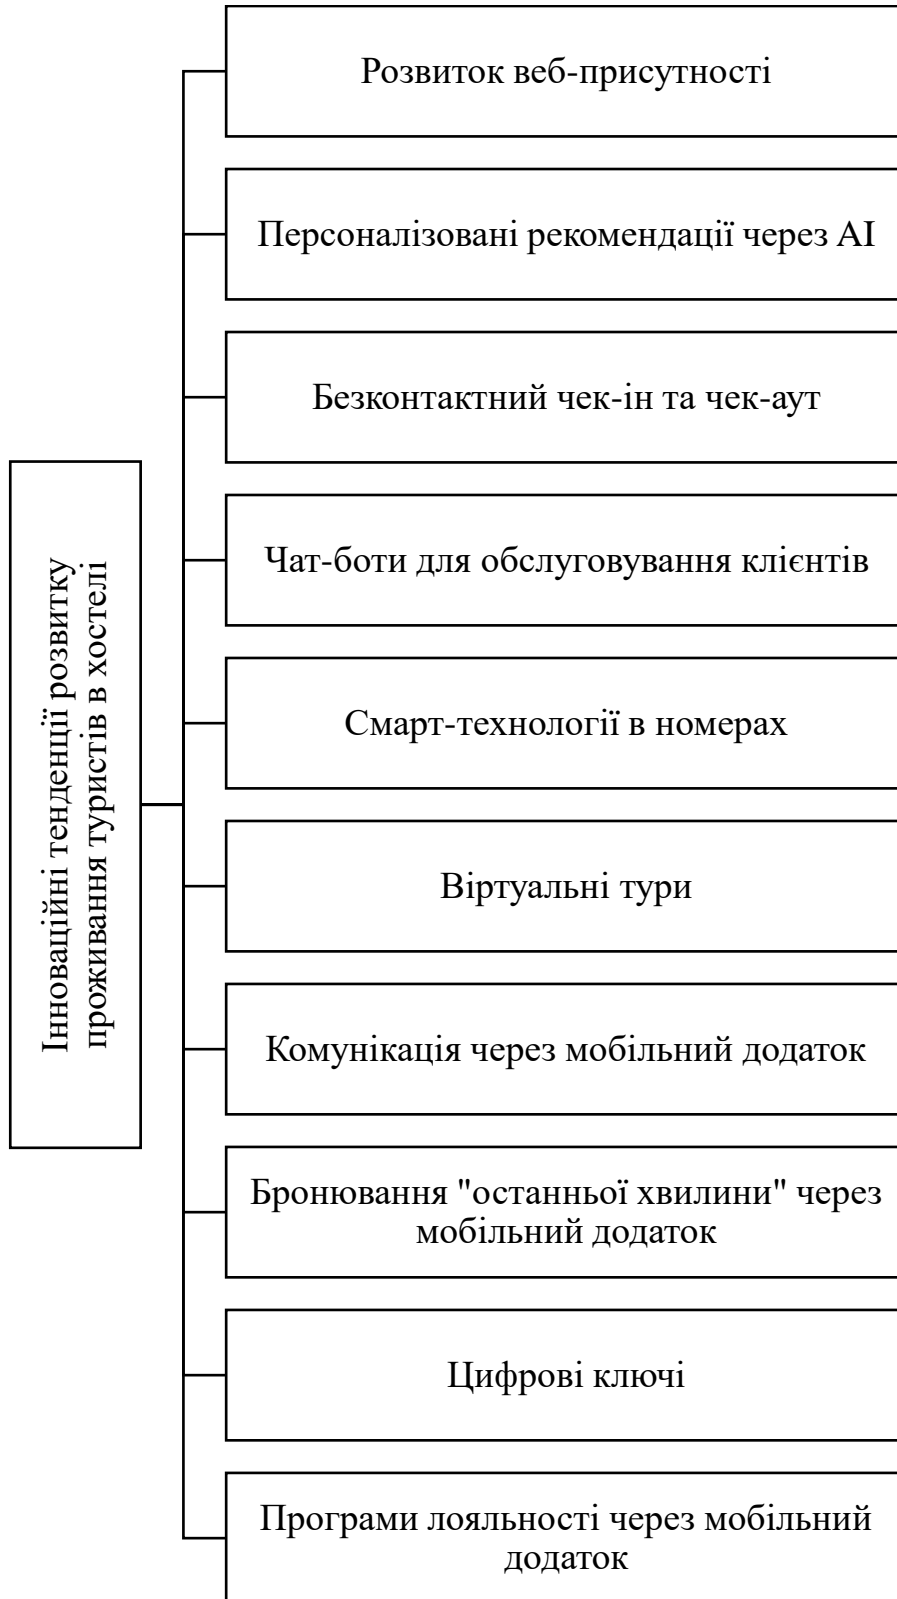 Розвиток веб-присутності
Персоналізовані рекомендації через AI
Безконтактний чек-ін та чек-аут
Чат-боти для обслуговування клієнтів
Інноваційні тенденції розвитку
проживання туристів в хостелі
Смарт-технології в номерах
Віртуальні тури
Комунікація через мобільний додаток
Бронювання "останньої хвилини" через
мобільний додаток
Цифрові ключі
Програми лояльності через мобільний
додаток